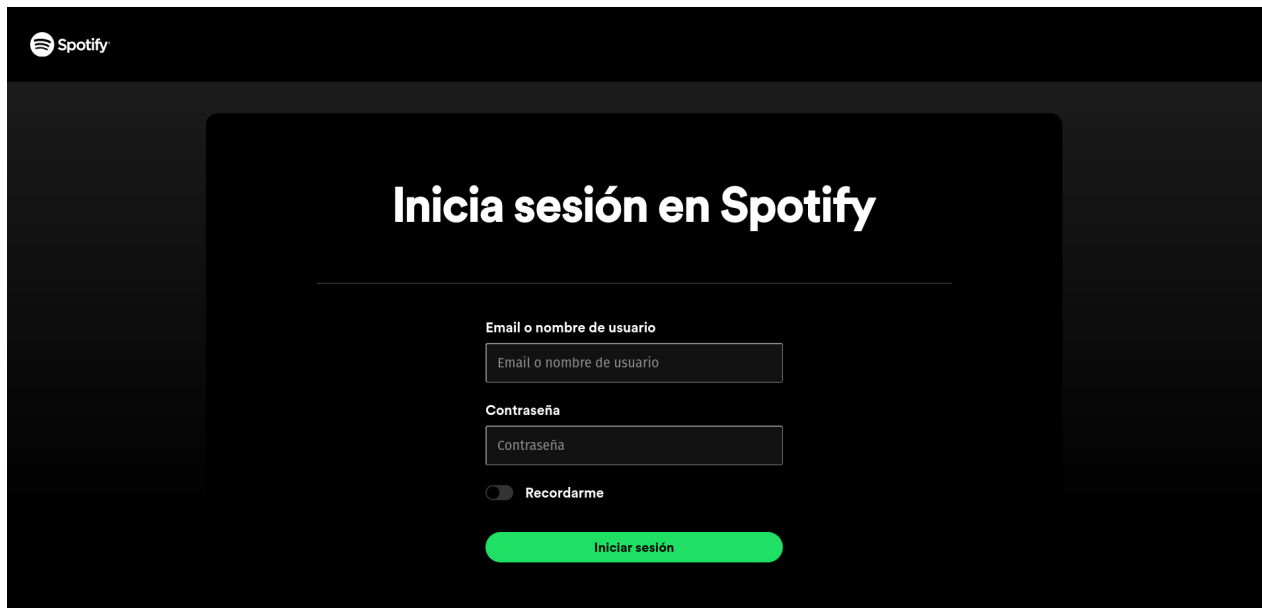 Spotify
Inicia sesión en Spotify
Email o nombre de usuario
Email o nombre de usuario
Contraseña
Contraseña
Recordarme
Iniciar sesión